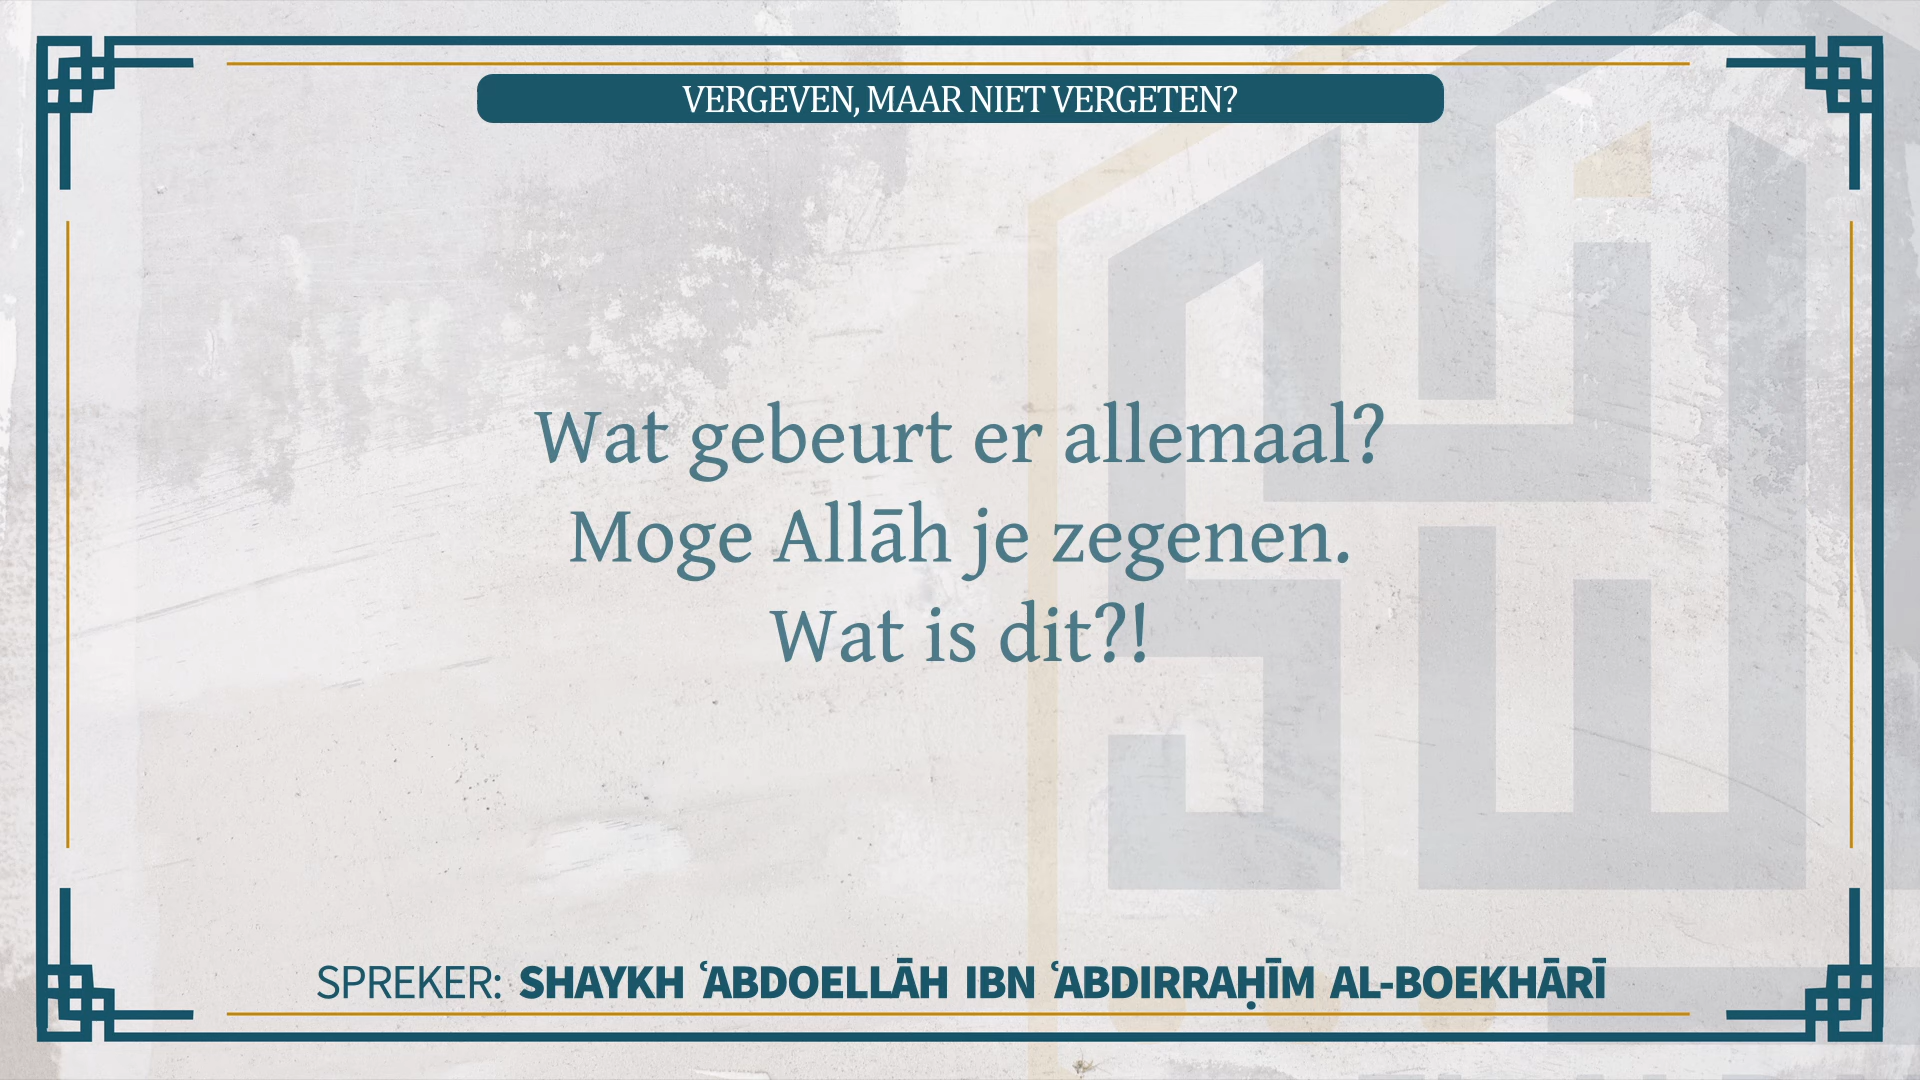 VERGEVEN, MAAR NIET VERGETEN?
Wat gebeurt er allemaal?
Moge Allāh je zegenen.
Wat is dit?!
SPREKER: SHAYKH ʿABDOELLĀH IBN ʿABDIRRAḤĪM AL-BOEKHĀRĪ